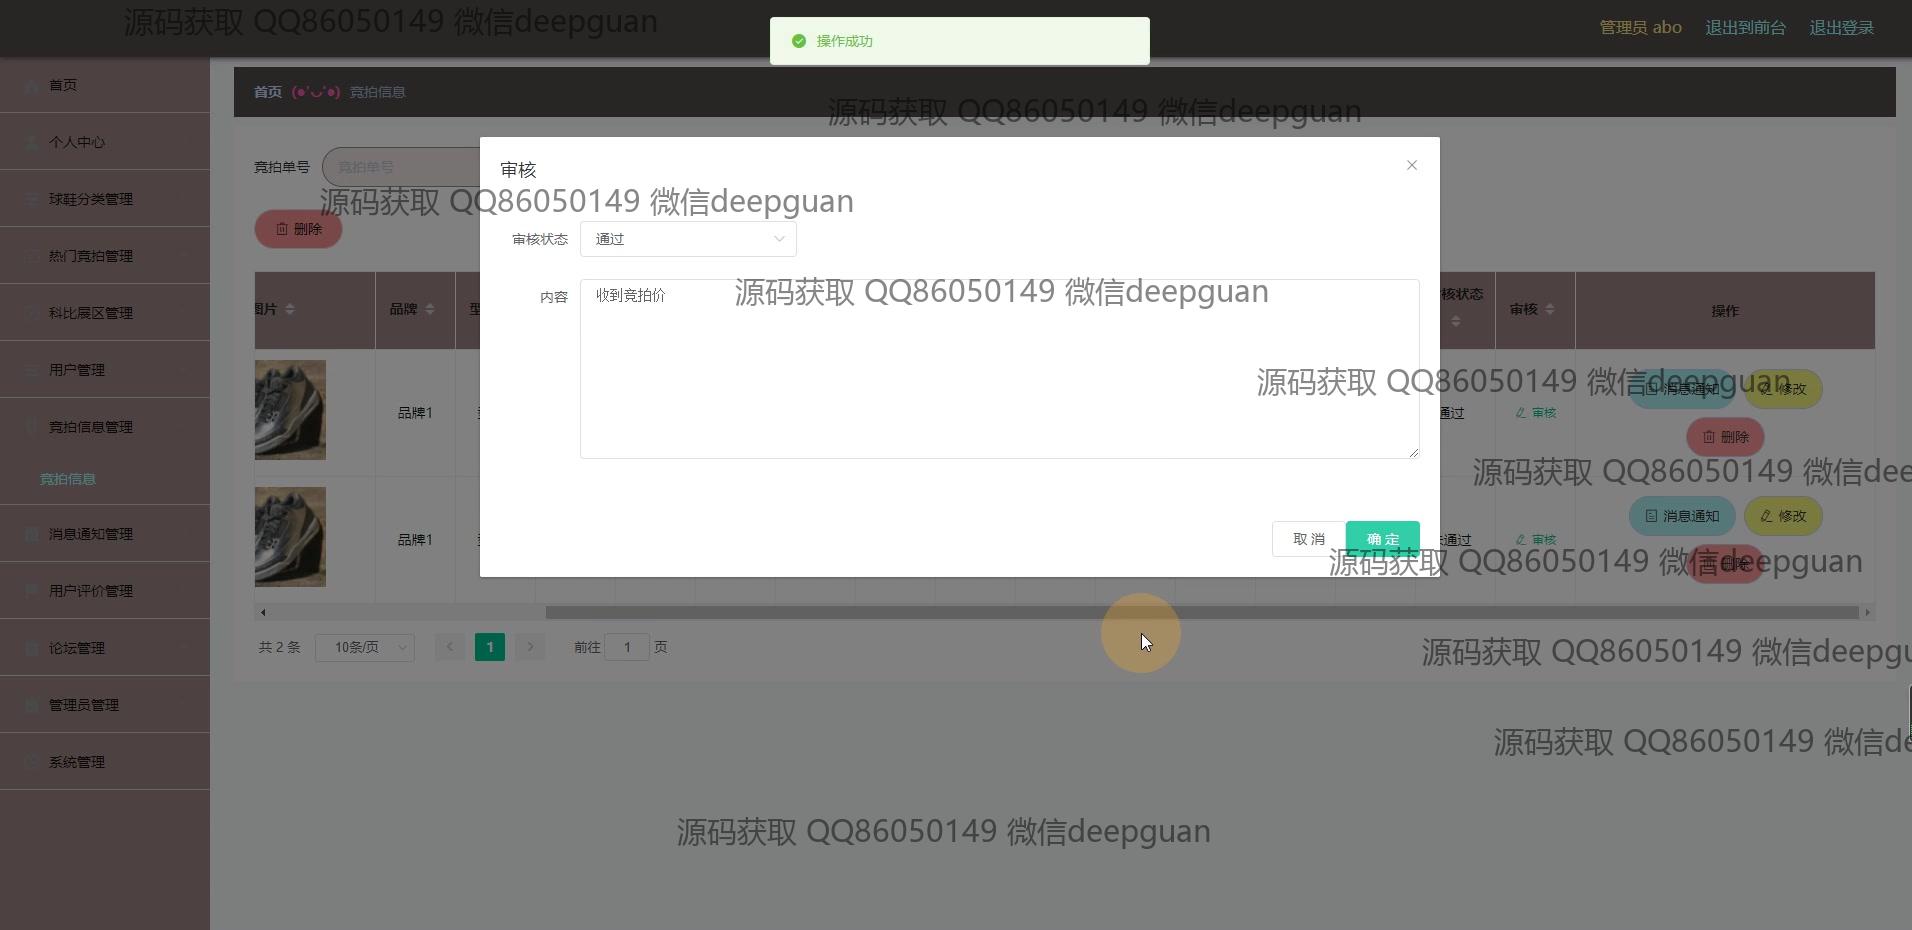 源码获取 QQ86050149 微信deepguan
操作成功
管理员 abo
退出到前台
退出登录
首页
个人中心
球鞋分类管理
热门竞拍管理
科比展区管理
用户管理
竞拍信息管理
竞拍信息
消息通知管理
用户评价管理
论坛管理
管理员管理
系统管理
首页 (●'◡'●) 竞拍信息
源码获取 QQ86050149 微信deepguan
竞拍单号 竞拍单号
删除
审核
源码获取 QQ86050149 微信deepguan
审核状态 通过
内容 收到竞拍价
源码获取 QQ86050149 微信deepguan
取 消 确 定
图片 品牌 核状态 审核 操作
源码获取 QQ86050149 微信deepguan
品牌1 通过 审核 消息通知 修改
删除
源码获取 QQ86050149 微信dee
品牌1 通过 审核 消息通知 修改
删除
源码获取 QQ86050149 微信deepguan
共 2 条 10条/页 1 前往 1 页
源码获取 QQ86050149 微信deepgu
源码获取 QQ86050149 微信de
源码获取 QQ86050149 微信deepguan